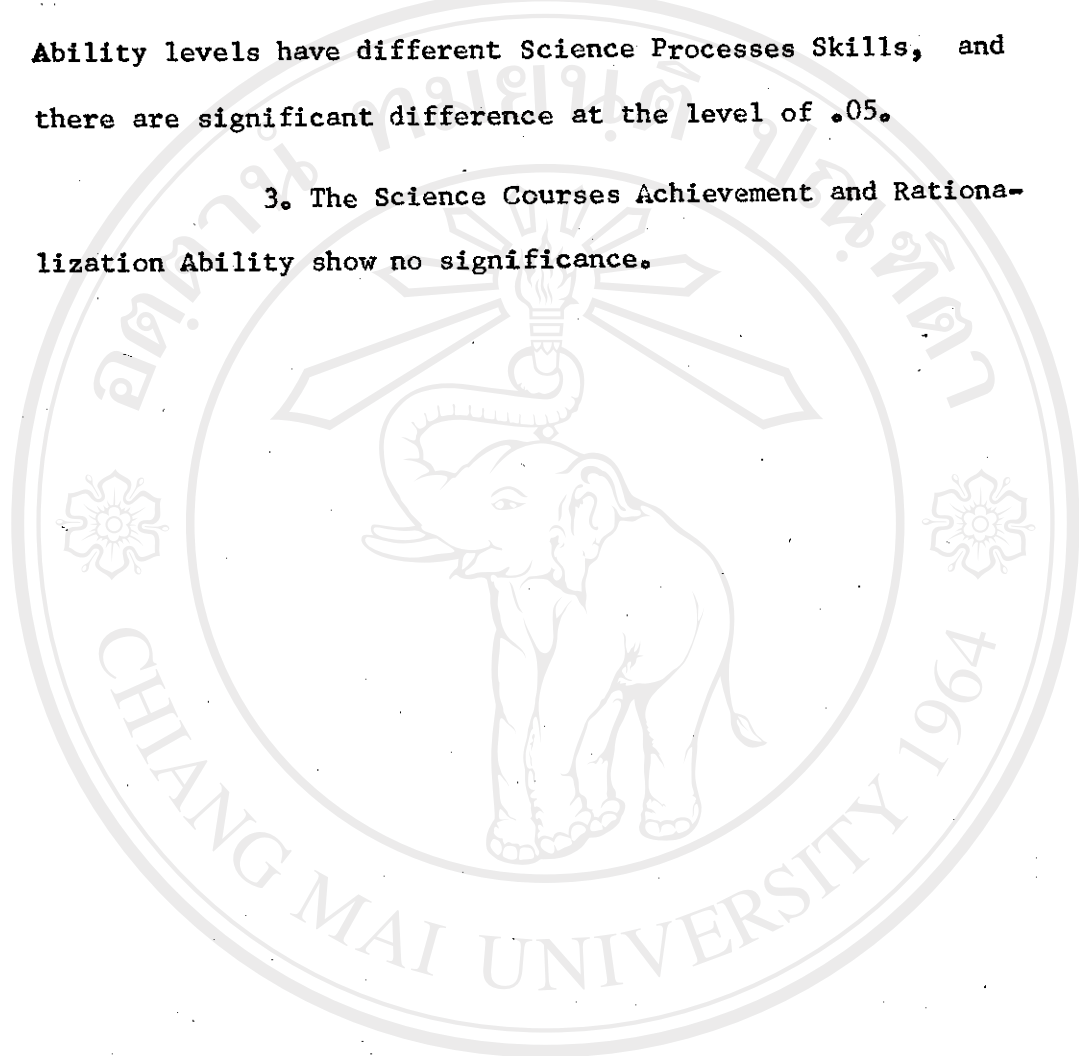 Ability levels have different Science Processes Skills, and
there are significant difference at the level of .05.
3. The Science Courses Achievement and Rationa-
lization Ability show no significance.
CHIANG MAI UNIVERSITY 1964